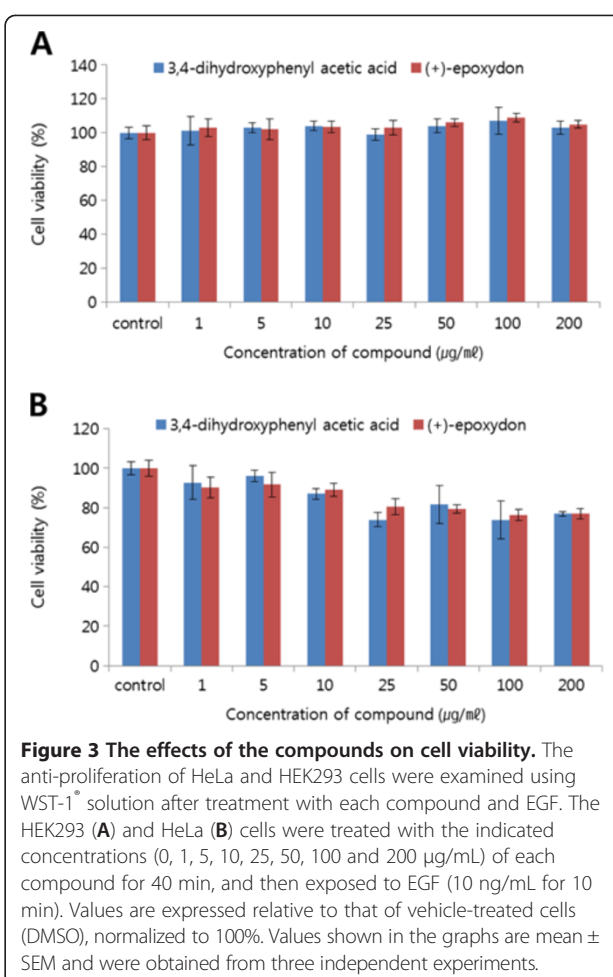 A
140
■ 3,4-dihydroxyphenyl acetic acid ■ (+)-epoxydon
120
100
80
60
40
20
0
Cell viability (%)
control 1 5 10 25 50 100 200
Concentration of compound (㎍/㎖)
B
120
■ 3,4-dihydroxyphenyl acetic acid ■ (+)-epoxydon
100
80
60
40
20
0
Cell viability (%)
control 1 5 10 25 50 100 200
Concentration of compound (㎍/㎖)
Figure 3 The effects of the compounds on cell viability. The
anti-proliferation of HeLa and HEK293 cells were examined using
WST-1® solution after treatment with each compound and EGF. The
HEK293 (A) and HeLa (B) cells were treated with the indicated
concentrations (0, 1, 5, 10, 25, 50, 100 and 200 μg/mL) of each
compound for 40 min, and then exposed to EGF (10 ng/mL for 10
min). Values are expressed relative to that of vehicle-treated cells
(DMSO), normalized to 100%. Values shown in the graphs are mean ±
SEM and were obtained from three independent experiments.